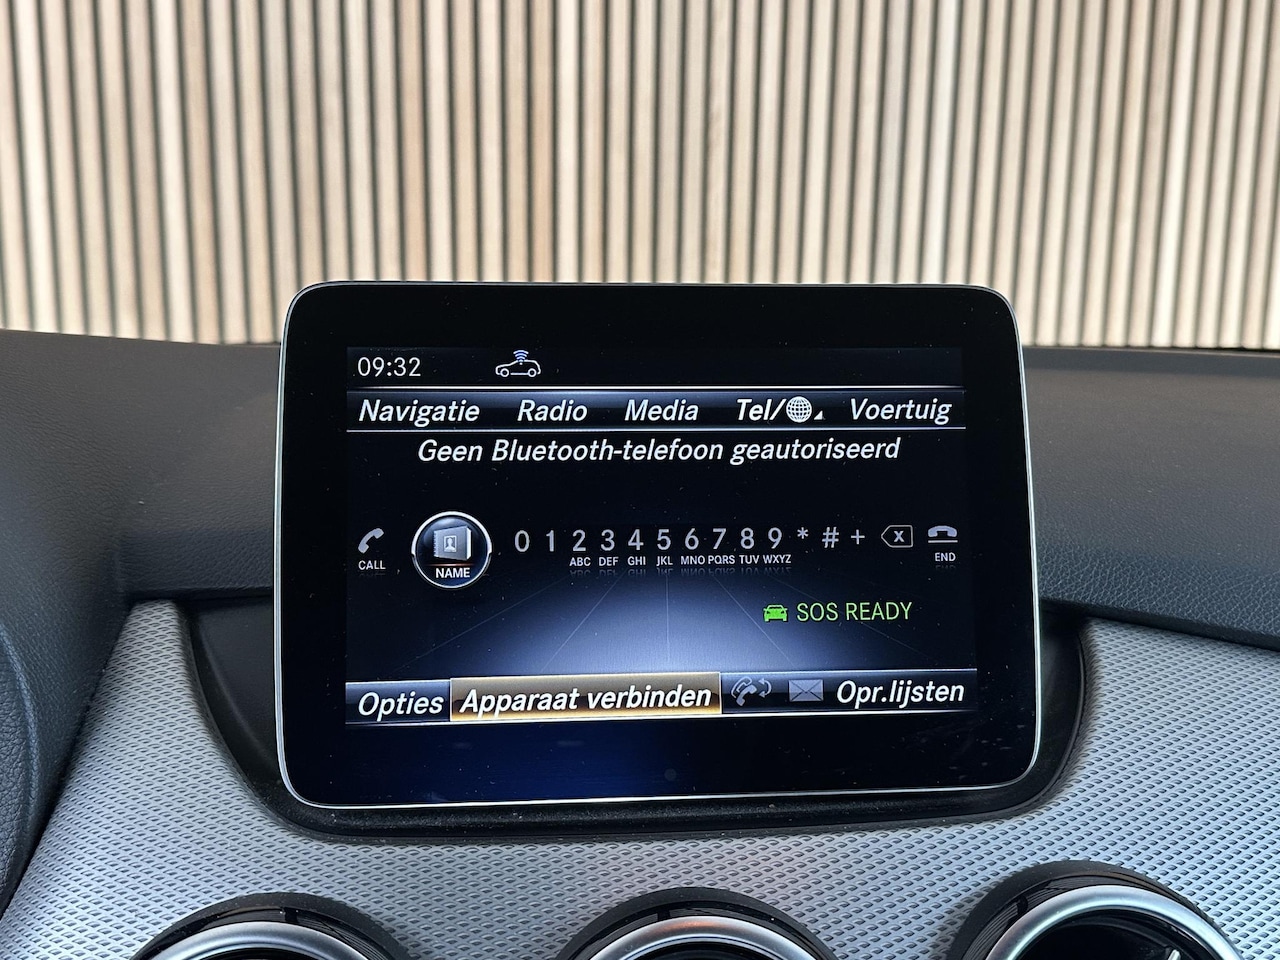 09:32
Navigatie Radio Media Tel/ Voertuig
Geen Bluetooth-telefoon geautoriseerd
CALL NAME 0 1 2 3 4 5 6 7 8 9 * # + X END
ABC DEF GHI JKL MNO PQRS TUV WXYZ
SOS READY
Opties Apparaat verbinden Opr.lijsten